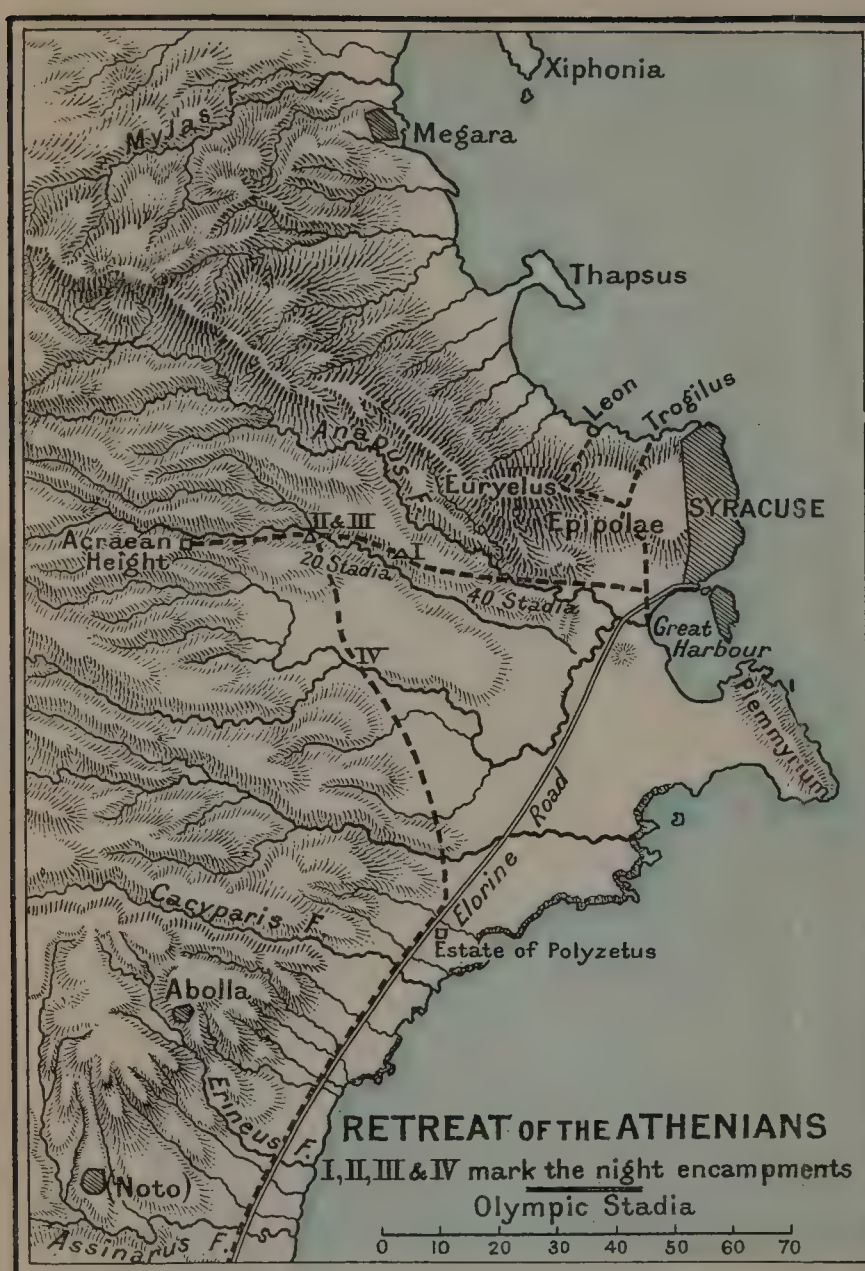 Xiphonia
Mylas F.
Megara
Thapsus
Leon
Trogilus
Anapus F.
Euryelus
Epipolae
SYRACUSE
II & III
I
Acraean
Height
20 Stadia
40 Stadia
Great
Harbour
IV
Plemmyrium
Elorine Road
Cacyparis F.
Estate of Polyzetus
Abolla
Erineus F.
RETREAT OF THE ATHENIANS
I, II, III & IV mark the night encampments
(Noto)
Olympic Stadia
Assinarus F.
0 10 20 30 40 50 60 70